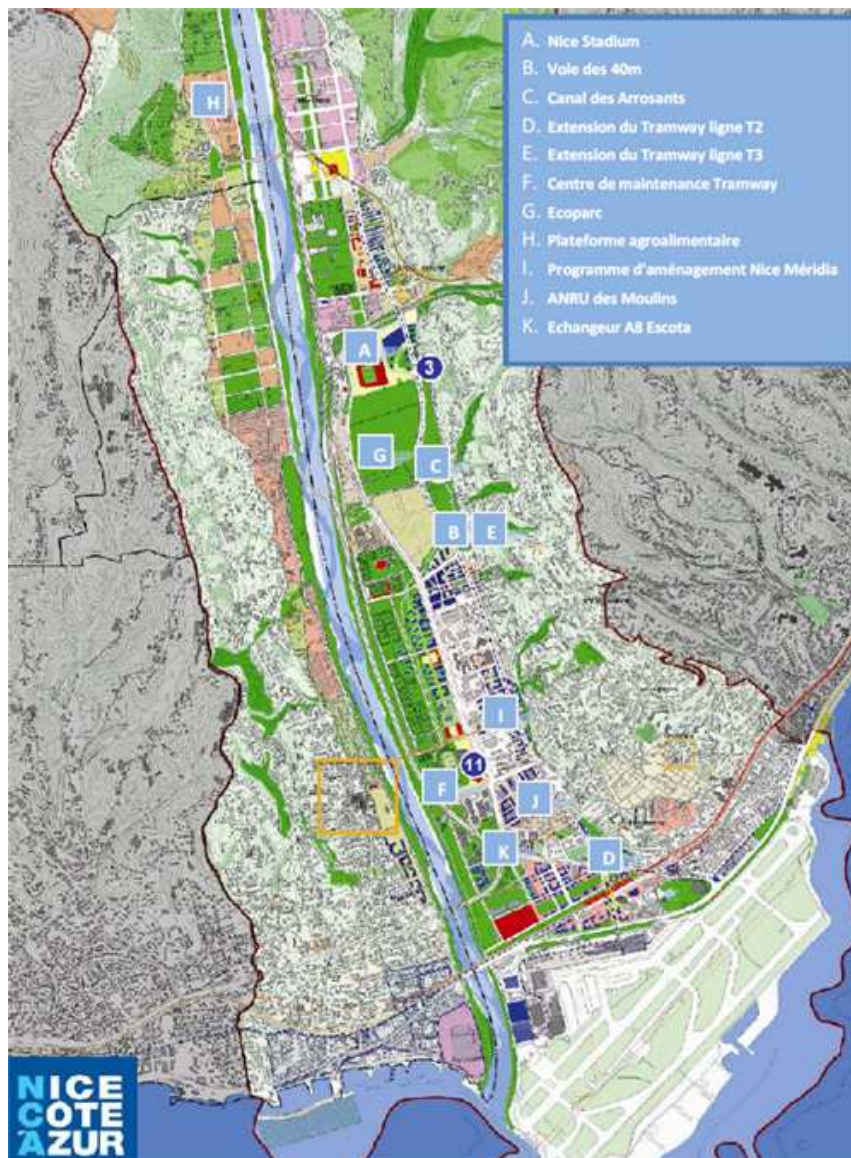 A. Nice Stadium
B. Voie des 40m
C. Canal des Arrosants
D. Extension du Tramway ligne T2
E. Extension du Tramway ligne T3
F. Centre de maintenance Tramway
G. Ecoparc
H. Plateforme agroalimentaire
I. Programme d'aménagement Nice Méridia
J. ANRU des Moulins
K. Echangeur A8 Escota
H
A
3
G
C
B
E
I
11
F
J
K
D
NICE
CÔTE
AZUR